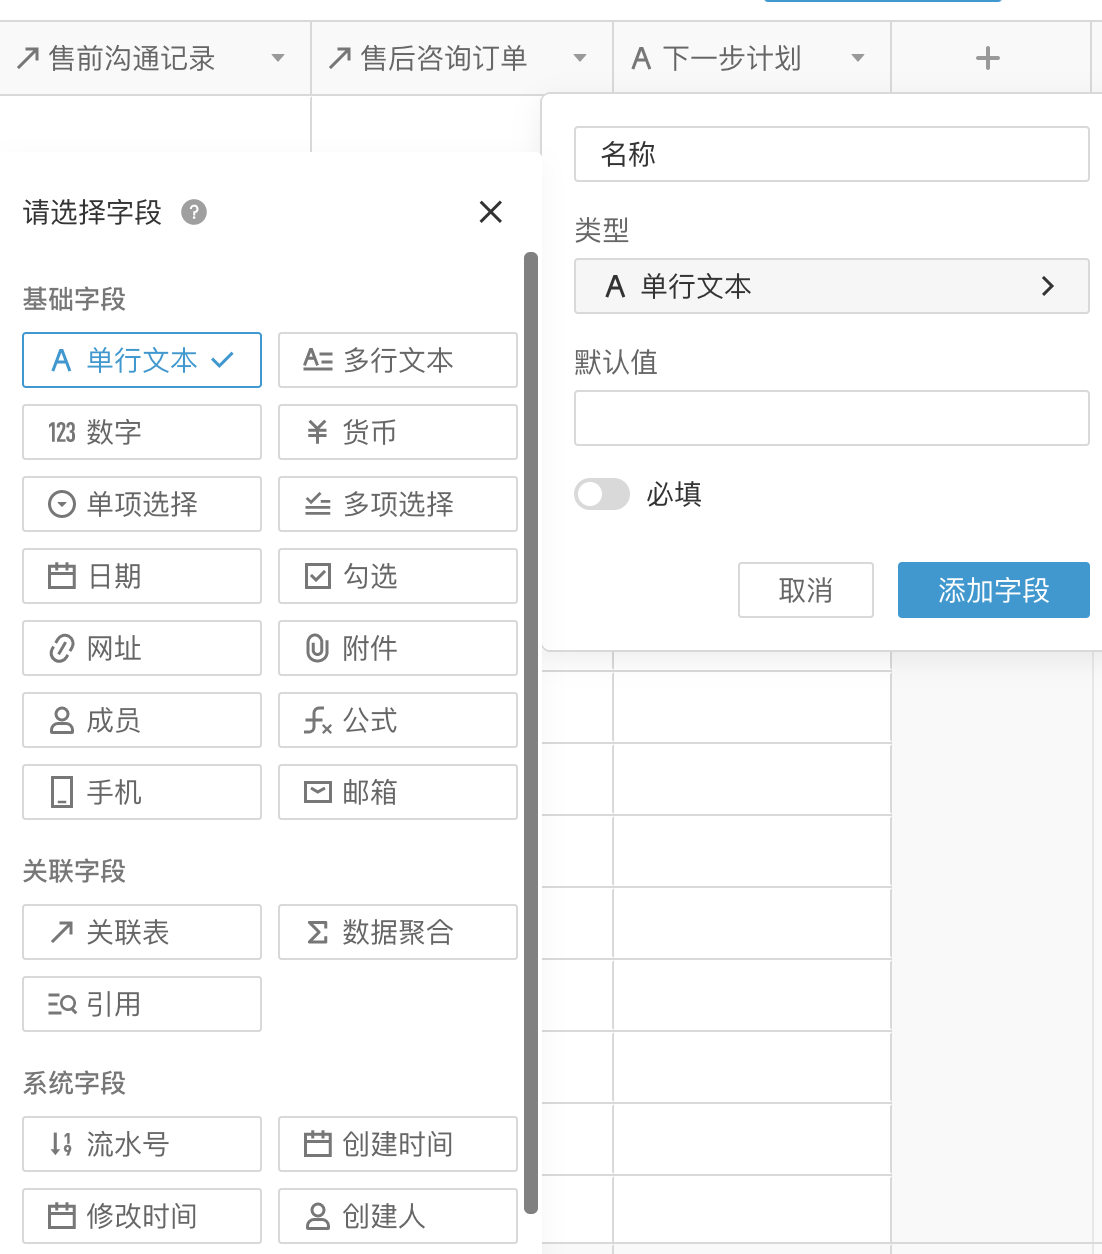 售前沟通记录
售后咨询订单
A 下一步计划
名称
类型
A 单行文本
默认值
必填
取消
添加字段
请选择字段 ?
基础字段
A 单行文本
A 多行文本
123 数字
¥ 货币
单项选择
多项选择
日期
勾选
网址
附件
成员
fx 公式
手机
邮箱
关联字段
关联表
Σ 数据聚合
引用
系统字段
19 流水号
创建时间
修改时间
创建人